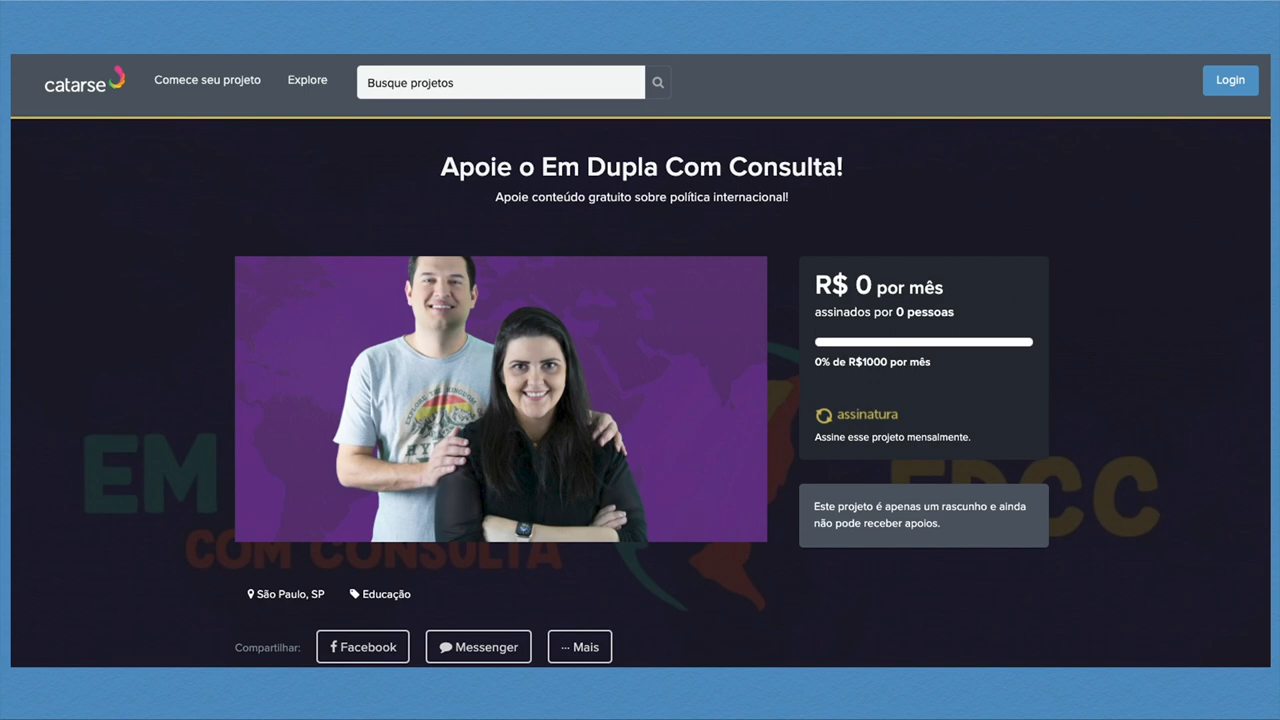 catarse
Comece seu projeto
Explore
Busque projetos
Login
Apoie o Em Dupla Com Consulta!
Apoie conteúdo gratuito sobre política internacional!
R$ 0 por mês
assinados por 0 pessoas
0% de R$1000 por mês
assinatura
Assine esse projeto mensalmente.
Este projeto é apenas um rascunho e ainda
não pode receber apoios.
EM
COM CONSULTA
EDCC
São Paulo, SP
Educação
Compartilhar:
Facebook
Messenger
··· Mais